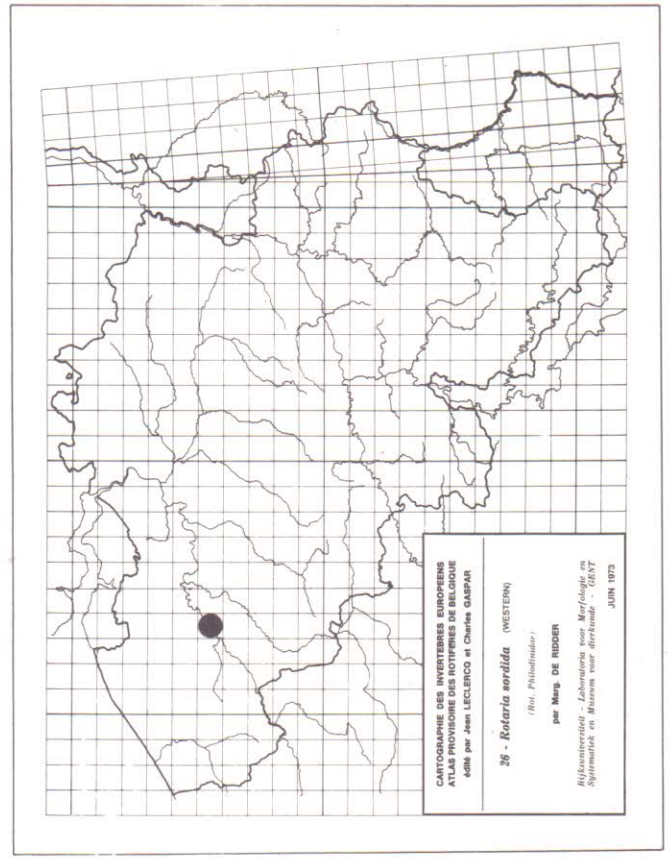 CARTOGRAPHIE DES INVERTEBRES EUROPEENS
ATLAS PROVISOIRE DES ROTIFERES DE BELGIQUE
édité par Jean LECLERCQ et Charles GASPAR
26 - Rotaria sordida (WESTERN)
(Rot. Philodinidae)
par Marg. DE RIDDER
Rijksuniversiteit - Laboratoria voor Morfologie en
Systematiek en Museum voor dierkunde - GENT
JUIN 1973